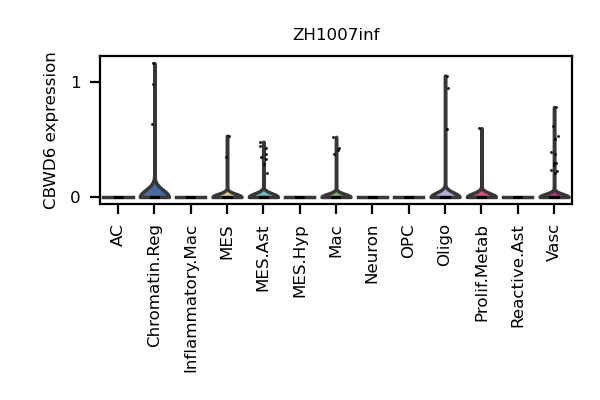 ZH1007inf
CBWD6 expression
1
0
AC
Chromatin.Reg
Inflammatory.Mac
MES
MES.Ast
MES.Hyp
Mac
Neuron
OPC
Oligo
Prolif.Metab
Reactive.Ast
Vasc